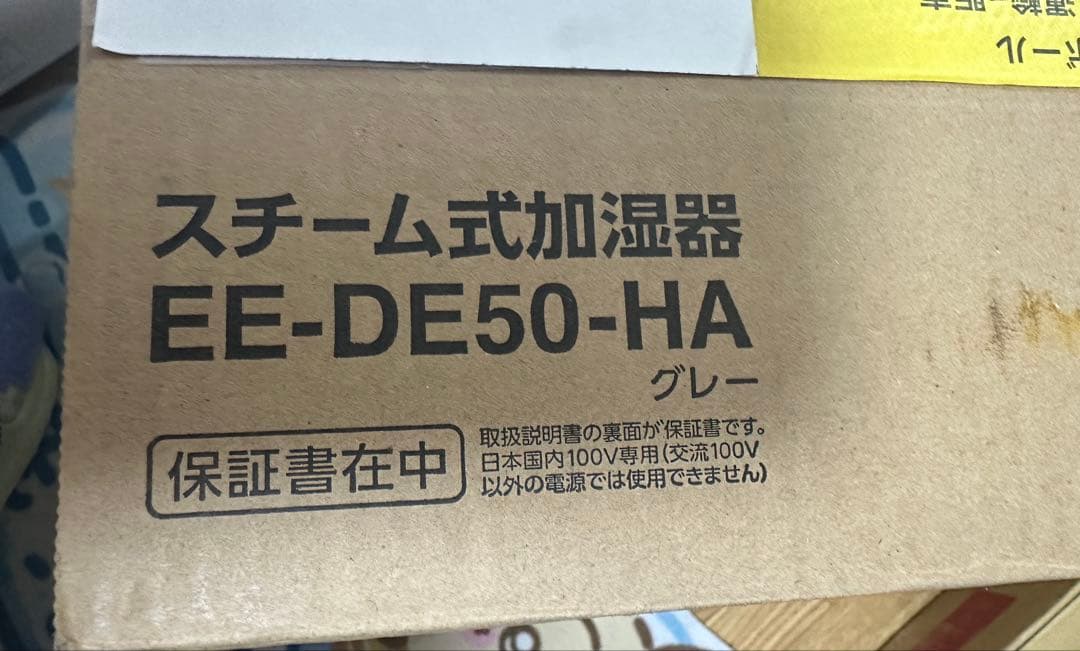 スチーム式加湿器
EE-DE50-HA
グレー
保証書在中
取扱説明書の裏面が保証書です。
日本国内100V専用(交流100V
以外の電源では使用できません)
ボール